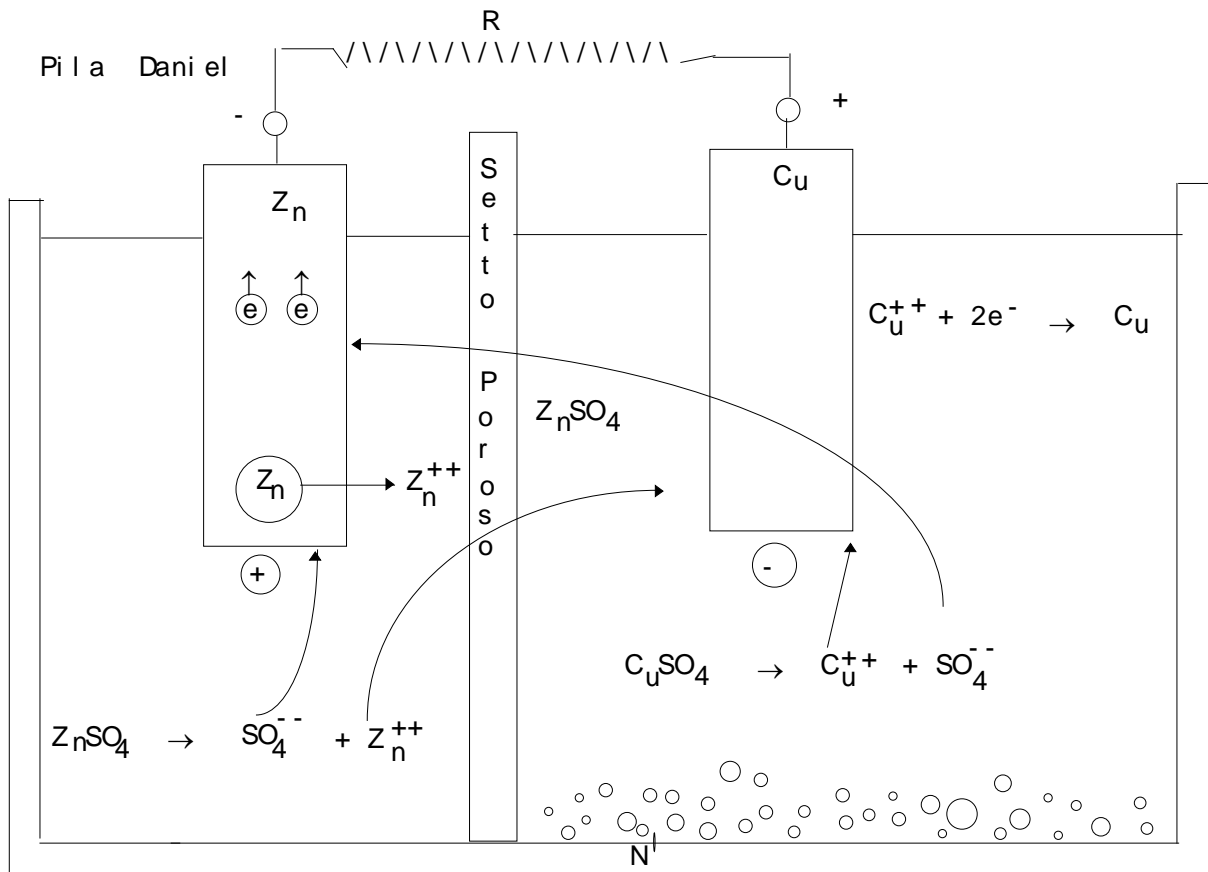 R
Pila Daniel
-
+
Zn
Cu
Setto Poroso
e e
Cu++ + 2e- → Cu
ZnSO4
Zn → Zn++
+
-
CuSO4 → Cu++ + SO4--
ZnSO4 → SO4-- + Zn++
N